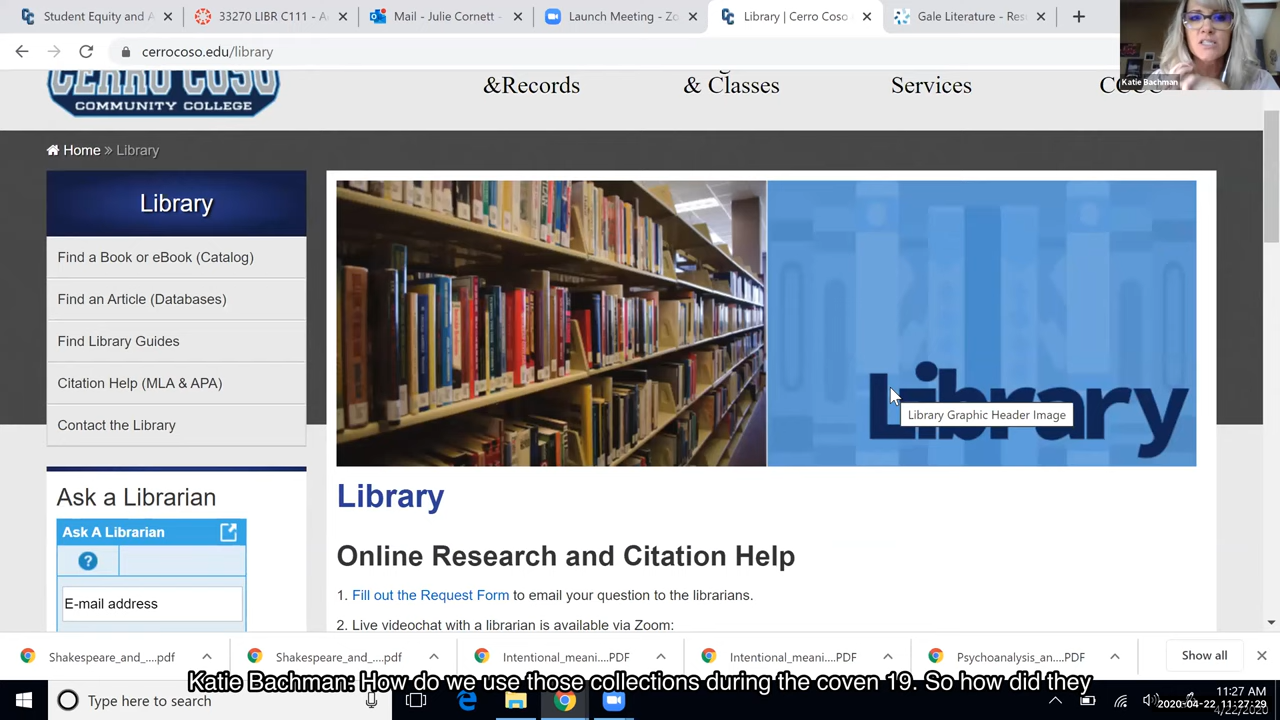 Student Equity and A
33270 LIBR C111 - A
Mail - Julie Cornett -
Launch Meeting - Zo
Library | Cerro Coso
Gale Literature - Res
cerrocoso.edu/library
CERRO COSO
COMMUNITY COLLEGE
&Records
& Classes
Services
Katie Bachman
Home » Library
Library
Find a Book or eBook (Catalog)
Find an Article (Databases)
Find Library Guides
Citation Help (MLA & APA)
Contact the Library
Ask a Librarian
Ask A Librarian
?
E-mail address
Library
Library Graphic Header Image
Library
Online Research and Citation Help
1. Fill out the Request Form to email your question to the librarians.
2. Live videochat with a librarian is available via Zoom:
Shakespeare_and_....pdf
Shakespeare_and_....pdf
Intentional_meani....PDF
Intentional_meani....PDF
Psychoanalysis_an....PDF
Show all
Katie Bachman: How do we use those collections during the coven 19. So how did they
Type here to search
11:27 AM
2020-04-22 11:27:29
4/22/2020